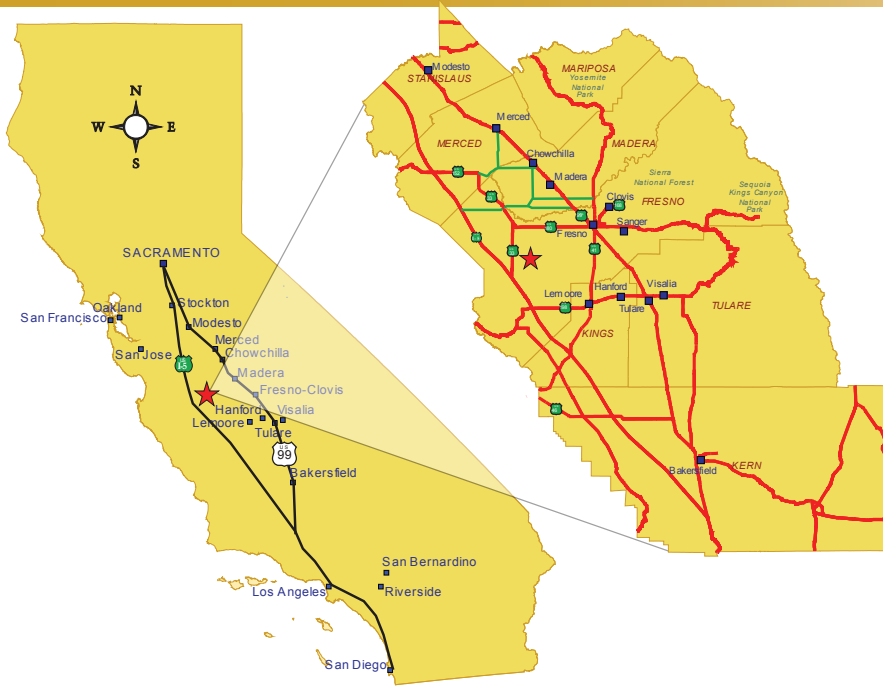 N
W
E
S
SACRAMENTO
Stockton
Oakland
San Francisco
Modesto
Merced
San Jose
Chowchilla
I-5
Madera
Fresno-Clovis
Hanford
Visalia
Lemoore
Tulare
US
99
Bakersfield
San Bernardino
Los Angeles
Riverside
San Diego
Modesto
STANISLAUS
MARIPOSA
Yosemite
National
Park
Merced
MERCED
MADERA
Chowchilla
Madera
Sierra
National Forest
Clovis
FRESNO
Sequoia
Kings Canyon
National
Park
Fresno
Sanger
41
Lemoore
Hanford
Visalia
Tulare
TULARE
KINGS
Bakersfield
KERN